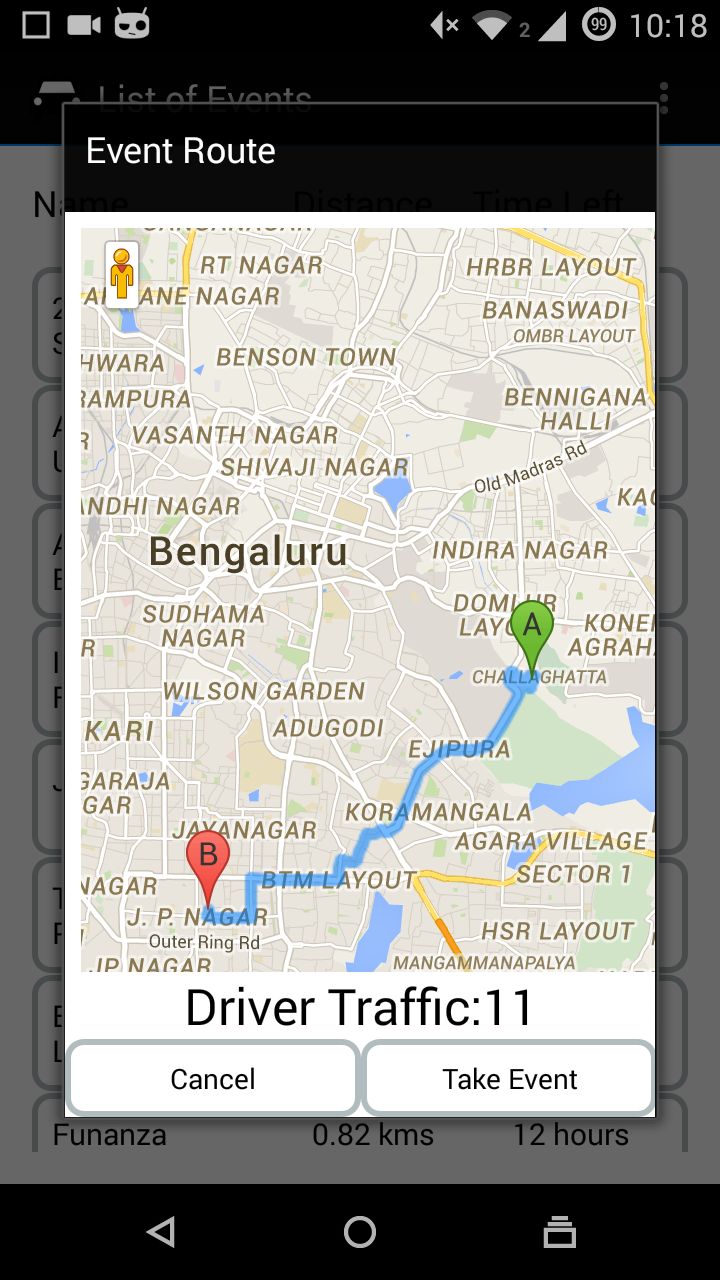 2 99 10:18
List of Events
Event Route
Name Distance Time Left
RT NAGAR
HRBR LAYOUT
ANE NAGAR
BANASWADI
OMBR LAYOUT
HWARA
BENSON TOWN
RAMPURA
BENNIGANA
HALLI
VASANTH NAGAR
SHIVAJI NAGAR
Old Madras Rd
KAG
ANDHI NAGAR
Bengaluru
INDIRA NAGAR
SUDHAMA
NAGAR
DOMLUR
LAYO
A
KONE
AGRAH
R
CHALLAGHATTA
WILSON GARDEN
KARI
ADUGODI
EJIPURA
GARAJA
GAR
KORAMANGALA
JAYANAGAR
AGARA VILLAGE
B
NAGAR
BTM LAYOUT
SECTOR 1
J. P. NAGAR
Outer Ring Rd
HSR LAYOUT
JP NAGAR
MANGAMMANAPALYA
Driver Traffic:11
Cancel Take Event
Funanza 0.82 kms 12 hours